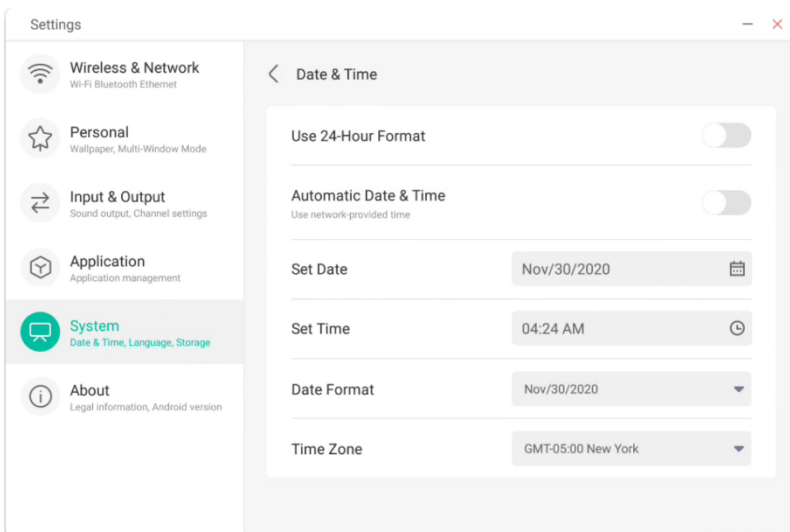 Settings
Wireless & Network
Wi-Fi Bluetooth Ethernet
Personal
Wallpaper, Multi-Window Mode
Input & Output
Sound output, Channel settings
Application
Application management
System
Date & Time, Language, Storage
About
Legal information, Android version
Date & Time
Use 24-Hour Format
Automatic Date & Time
Use network-provided time
Set Date
Nov/30/2020
Set Time
04:24 AM
Date Format
Nov/30/2020
Time Zone
GMT-05:00 New York